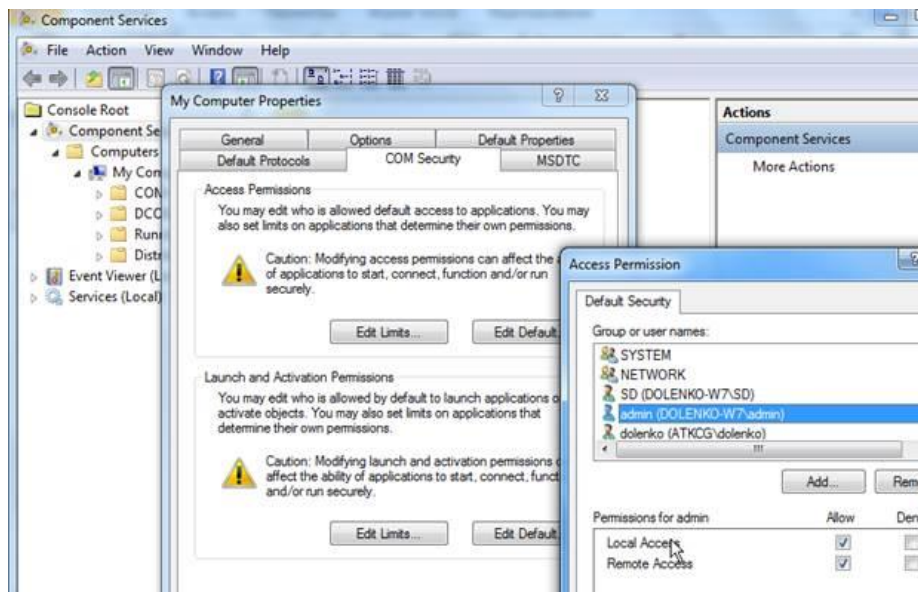 Component Services
File Action View Window Help
My Computer Properties
Console Root
Component Se
Computers
My Com
CON
DCC
Runn
Distr
Event Viewer (L
Services (Local)
General Options Default Properties
Default Protocols COM Security MSDTC
Access Permissions
You may edit who is allowed default access to applications. You may
also set limits on applications that determine their own permissions.
Caution: Modifying access permissions can affect the a
of applications to start, connect, function and/or run
securely.
Edit Limits... Edit Default.
Launch and Activation Permissions
You may edit who is allowed by default to launch applications o
activate objects. You may also set limits on applications that
determine their own permissions.
Caution: Modifying launch and activation permissions c
affect the ability of applications to start, connect, funct
and/or run securely.
Edit Limits... Edit Default.
Actions
Component Services
More Actions
Access Permission
Default Security
Group or user names:
SYSTEM
NETWORK
SD (DOLENKO-W7\SD)
admin (DOLENKO-W7\admin)
dolenko (ATKCG\dolenko)
Add... Rem
Permissions for admin Allow Den
Local Access
Remote Access